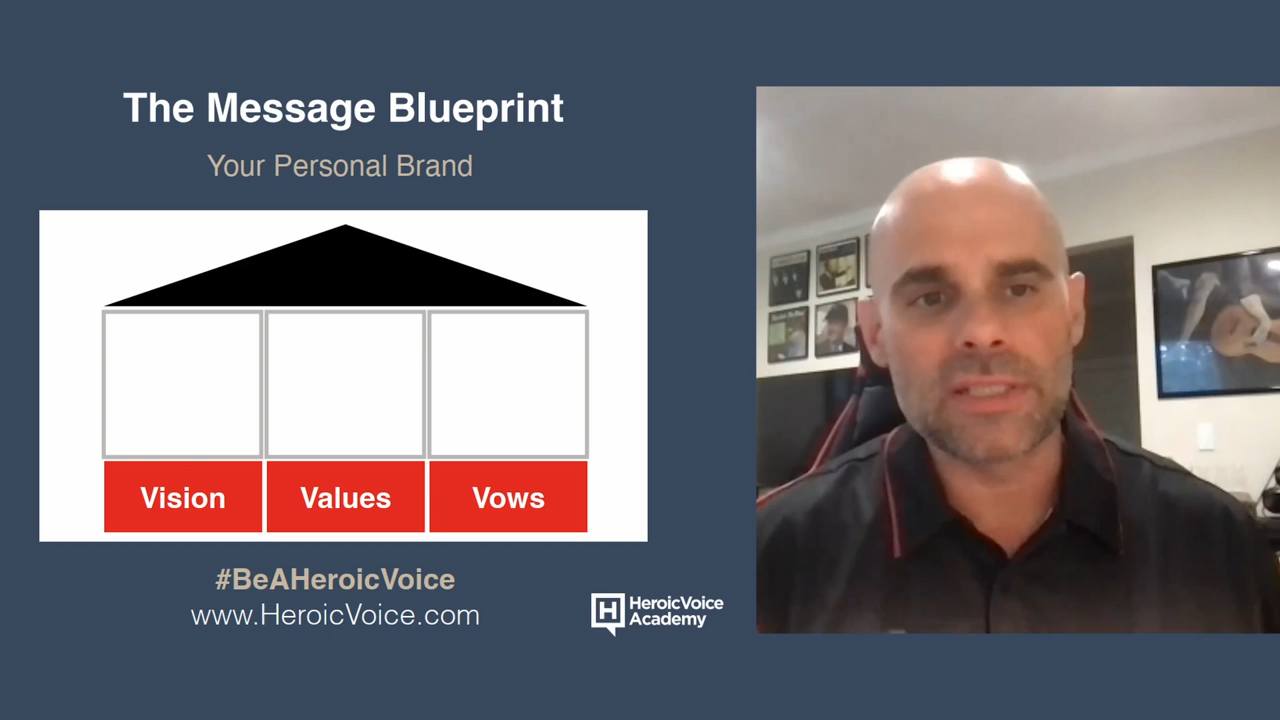 The Message Blueprint
Your Personal Brand
Vision
Values
Vows
#BeAHeroicVoice
www.HeroicVoice.com
H
HeroicVoice
Academy